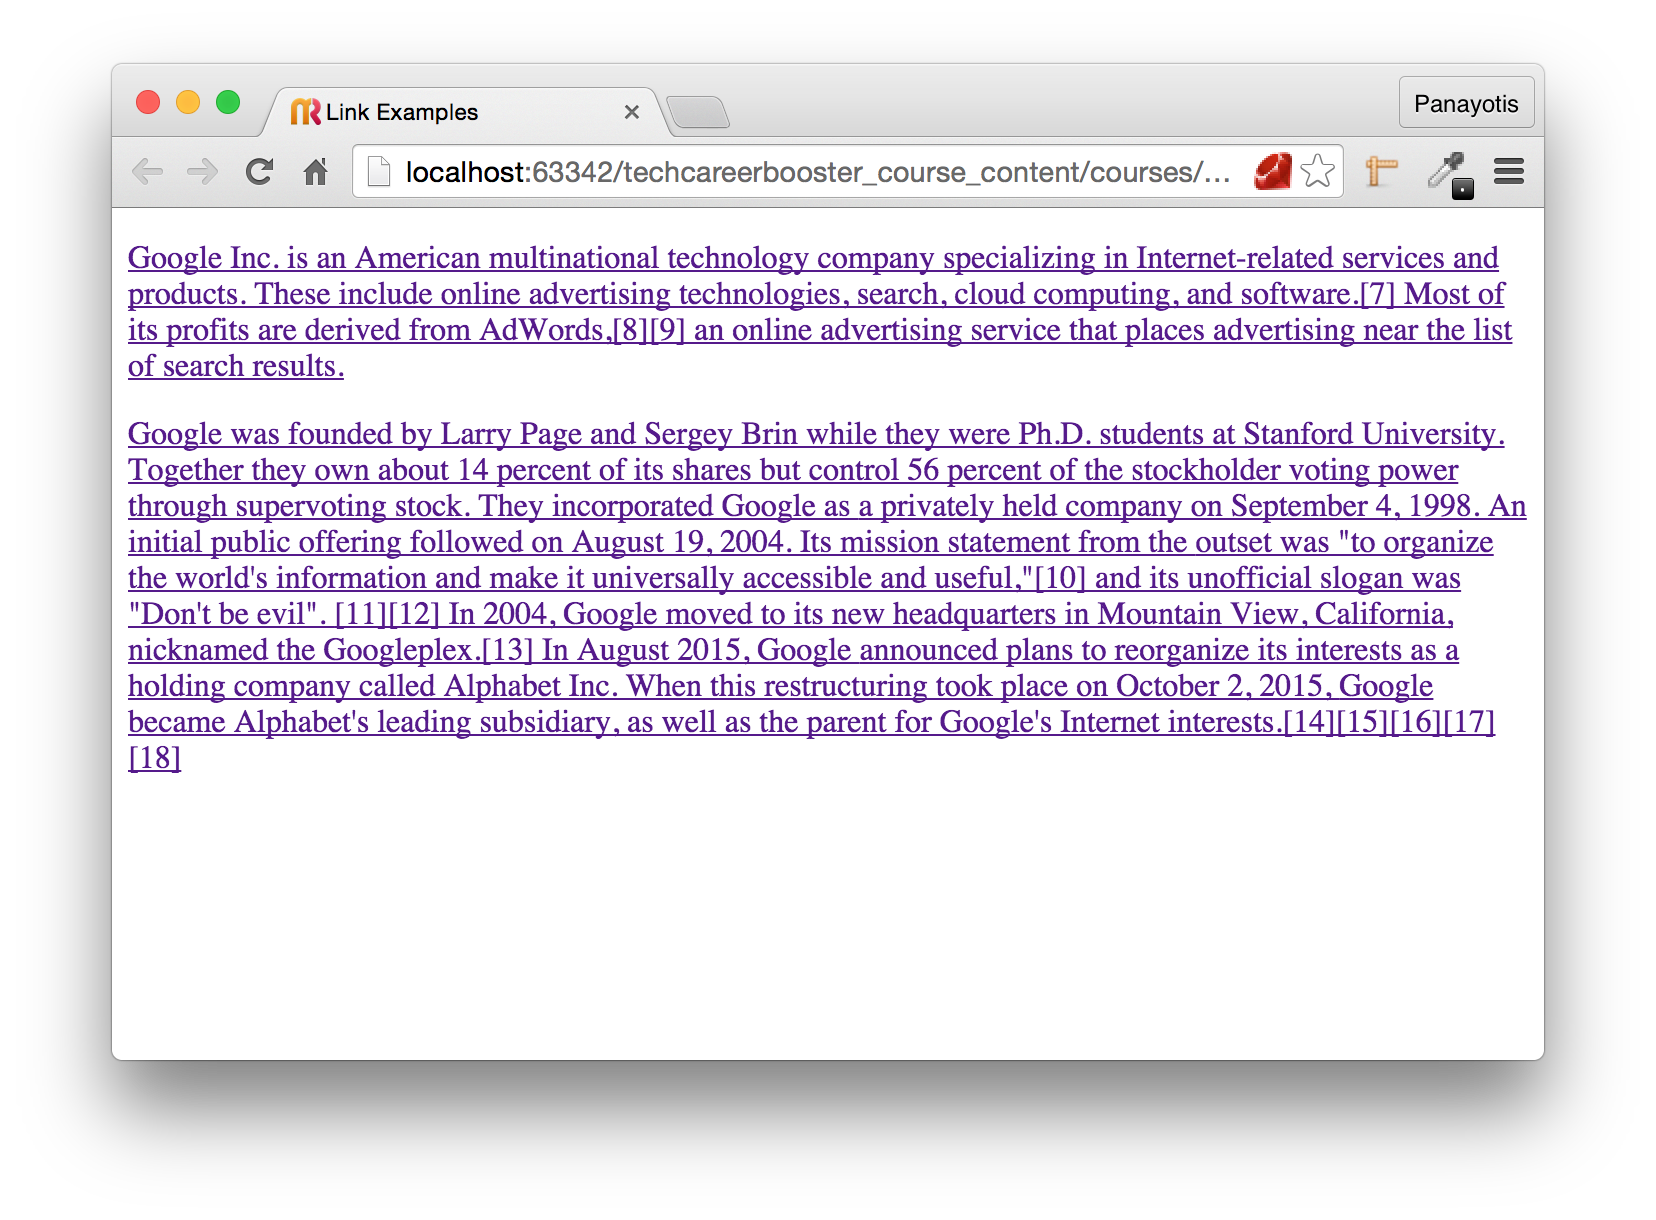 Link Examples
Panayotis
localhost:63342/techcareerbooster_course_content/courses/...
Google Inc. is an American multinational technology company specializing in Internet-related services and
products. These include online advertising technologies, search, cloud computing, and software.[7] Most of
its profits are derived from AdWords,[8][9] an online advertising service that places advertising near the list
of search results.
Google was founded by Larry Page and Sergey Brin while they were Ph.D. students at Stanford University.
Together they own about 14 percent of its shares but control 56 percent of the stockholder voting power
through supervoting stock. They incorporated Google as a privately held company on September 4, 1998. An
initial public offering followed on August 19, 2004. Its mission statement from the outset was "to organize
the world's information and make it universally accessible and useful,"[10] and its unofficial slogan was
"Don't be evil". [11][12] In 2004, Google moved to its new headquarters in Mountain View, California,
nicknamed the Googleplex.[13] In August 2015, Google announced plans to reorganize its interests as a
holding company called Alphabet Inc. When this restructuring took place on October 2, 2015, Google
became Alphabet's leading subsidiary, as well as the parent for Google's Internet interests.[14][15][16][17]
[18]